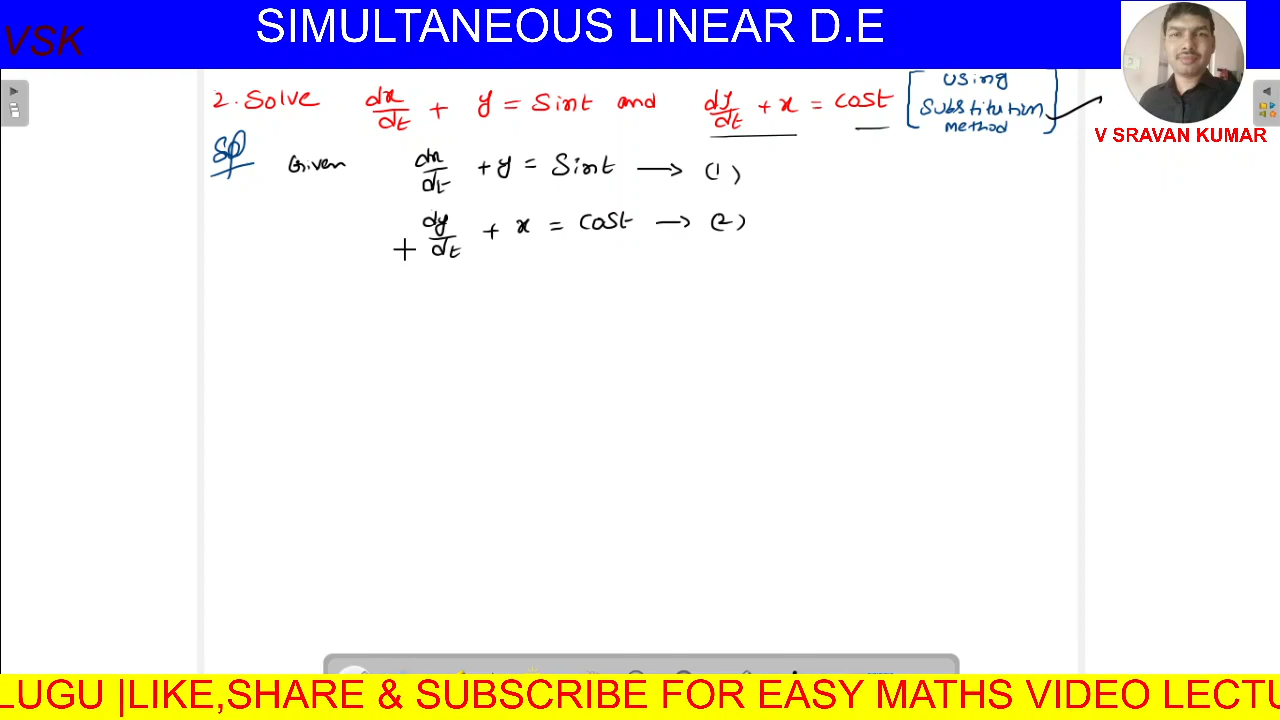 VSK
SIMULTANEOUS LINEAR D.E
2. Solve dx/dt + y = Sint and dy/dt + x = cost [Using Substitution method]
V SRAVAN KUMAR
Sol
Given dx/dt + y = Sint → (1)
+ dy/dt + x = cost → (2)
LUGU |LIKE,SHARE & SUBSCRIBE FOR EASY MATHS VIDEO LECTU